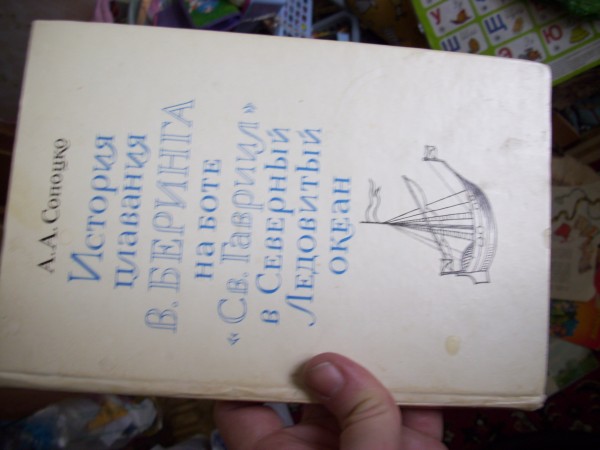 А. А. Сопоцко
История
плавания
В. БЕРИНГА
на боте
«Св. Гавриил»
в Северный
Ледовитый
океан
У
Щ
Э
Ю